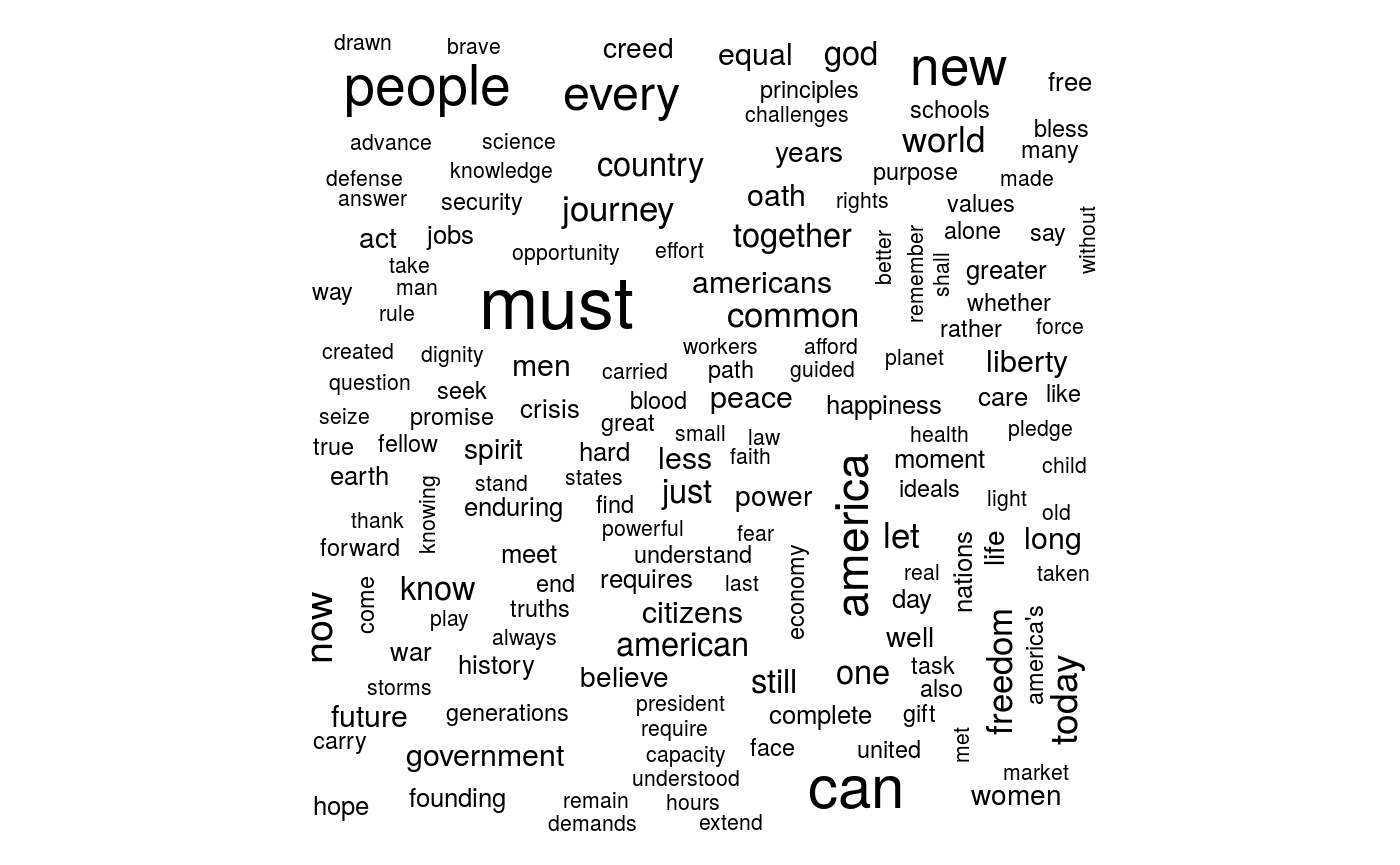 drawn brave creed equal god new
people every principles free
challenges schools
advance science country years world bless
many
defense knowledge purpose made
answer security journey oath rights values
act jobs together alone say without
opportunity effort better remember shall
take americans greater
way man must whether
rule common rather force
created dignity men workers afford planet liberty
carried path guided
question seek blood peace happiness care like
seize promise crisis great small law health pledge
true fellow spirit hard less faith moment child
earth stand states just power america ideals light
knowing enduring find old
thank powerful fear let nations life long
forward meet understand economy
now come know end requires last real taken
play truths citizens day
always american well freedom america's today
war history believe still one task
storms also
future generations president complete gift
carry require met
government capacity face united
understood can market
hope founding remain hours women
demands extend